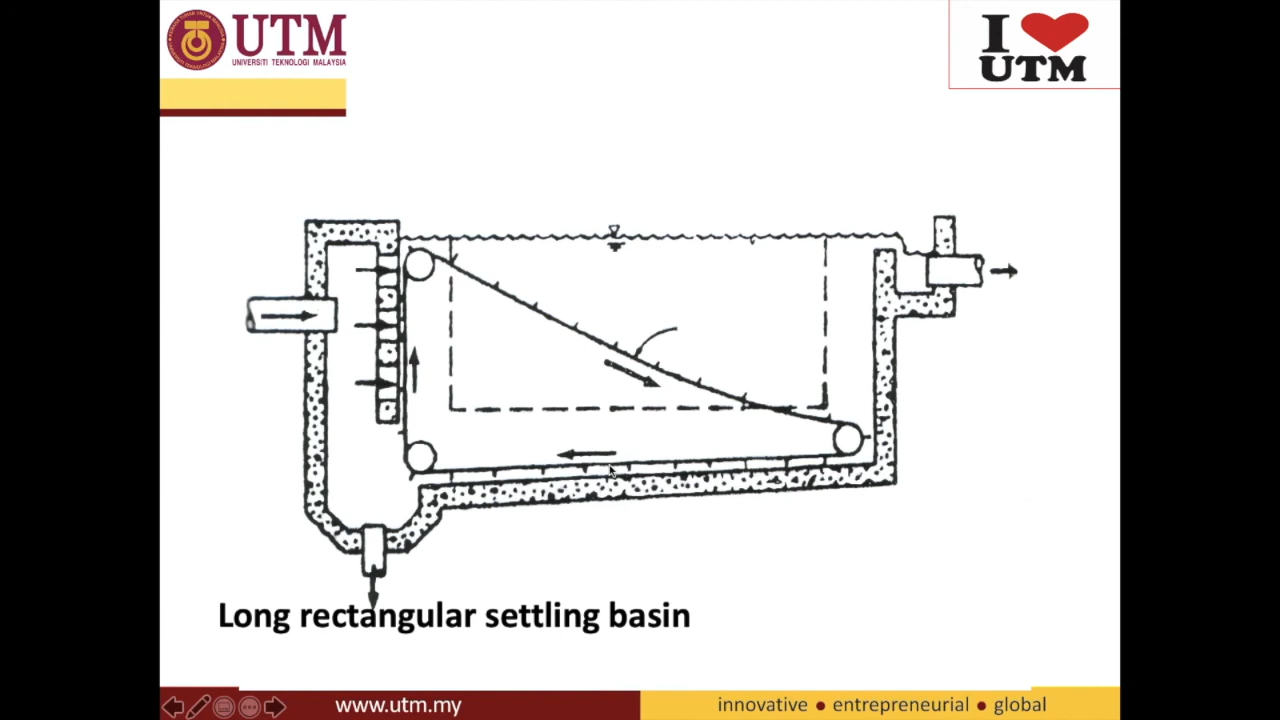 UTM
UNIVERSITI TEKNOLOGI MALAYSIA
I
UTM
Long rectangular settling basin
www.utm.my
innovative ● entrepreneurial ● global